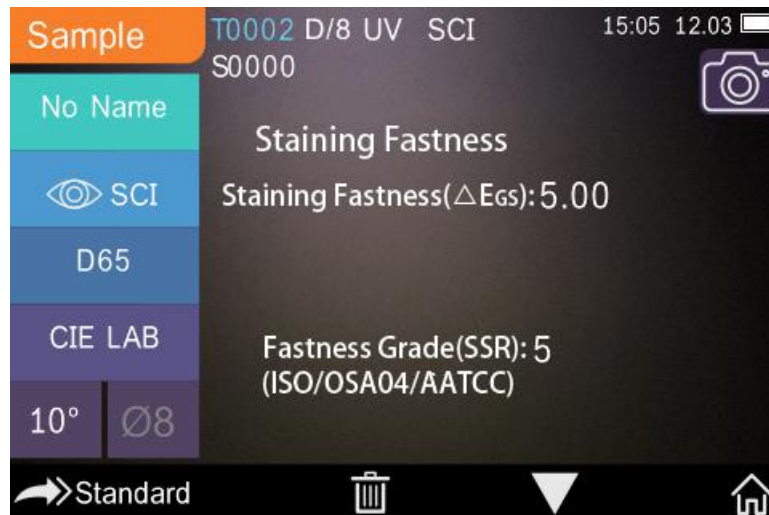 Sample
T0002 D/8 UV SCI
15:05 12.03
S0000
No Name
SCI
D65
CIE LAB
10°
Ø8
Staining Fastness
Staining Fastness(△EGS):5.00
Fastness Grade(SSR): 5
(ISO/OSA04/AATCC)
Standard